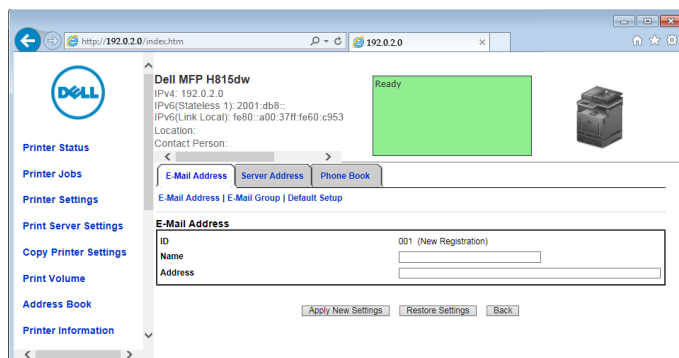 http://192.0.2.0/index.htm
192.0.2.0
DELL
Dell MFP H815dw
IPv4: 192.0.2.0
IPv6(Stateless 1): 2001:db8::
IPv6(Link Local): fe80::a00:37ff:fe60:c953
Location:
Contact Person:
Ready
Printer Status
Printer Jobs
Printer Settings
Print Server Settings
Copy Printer Settings
Print Volume
Address Book
Printer Information
E-Mail Address Server Address Phone Book
E-Mail Address | E-Mail Group | Default Setup
E-Mail Address
ID 001 (New Registration)
Name
Address
Apply New Settings Restore Settings Back